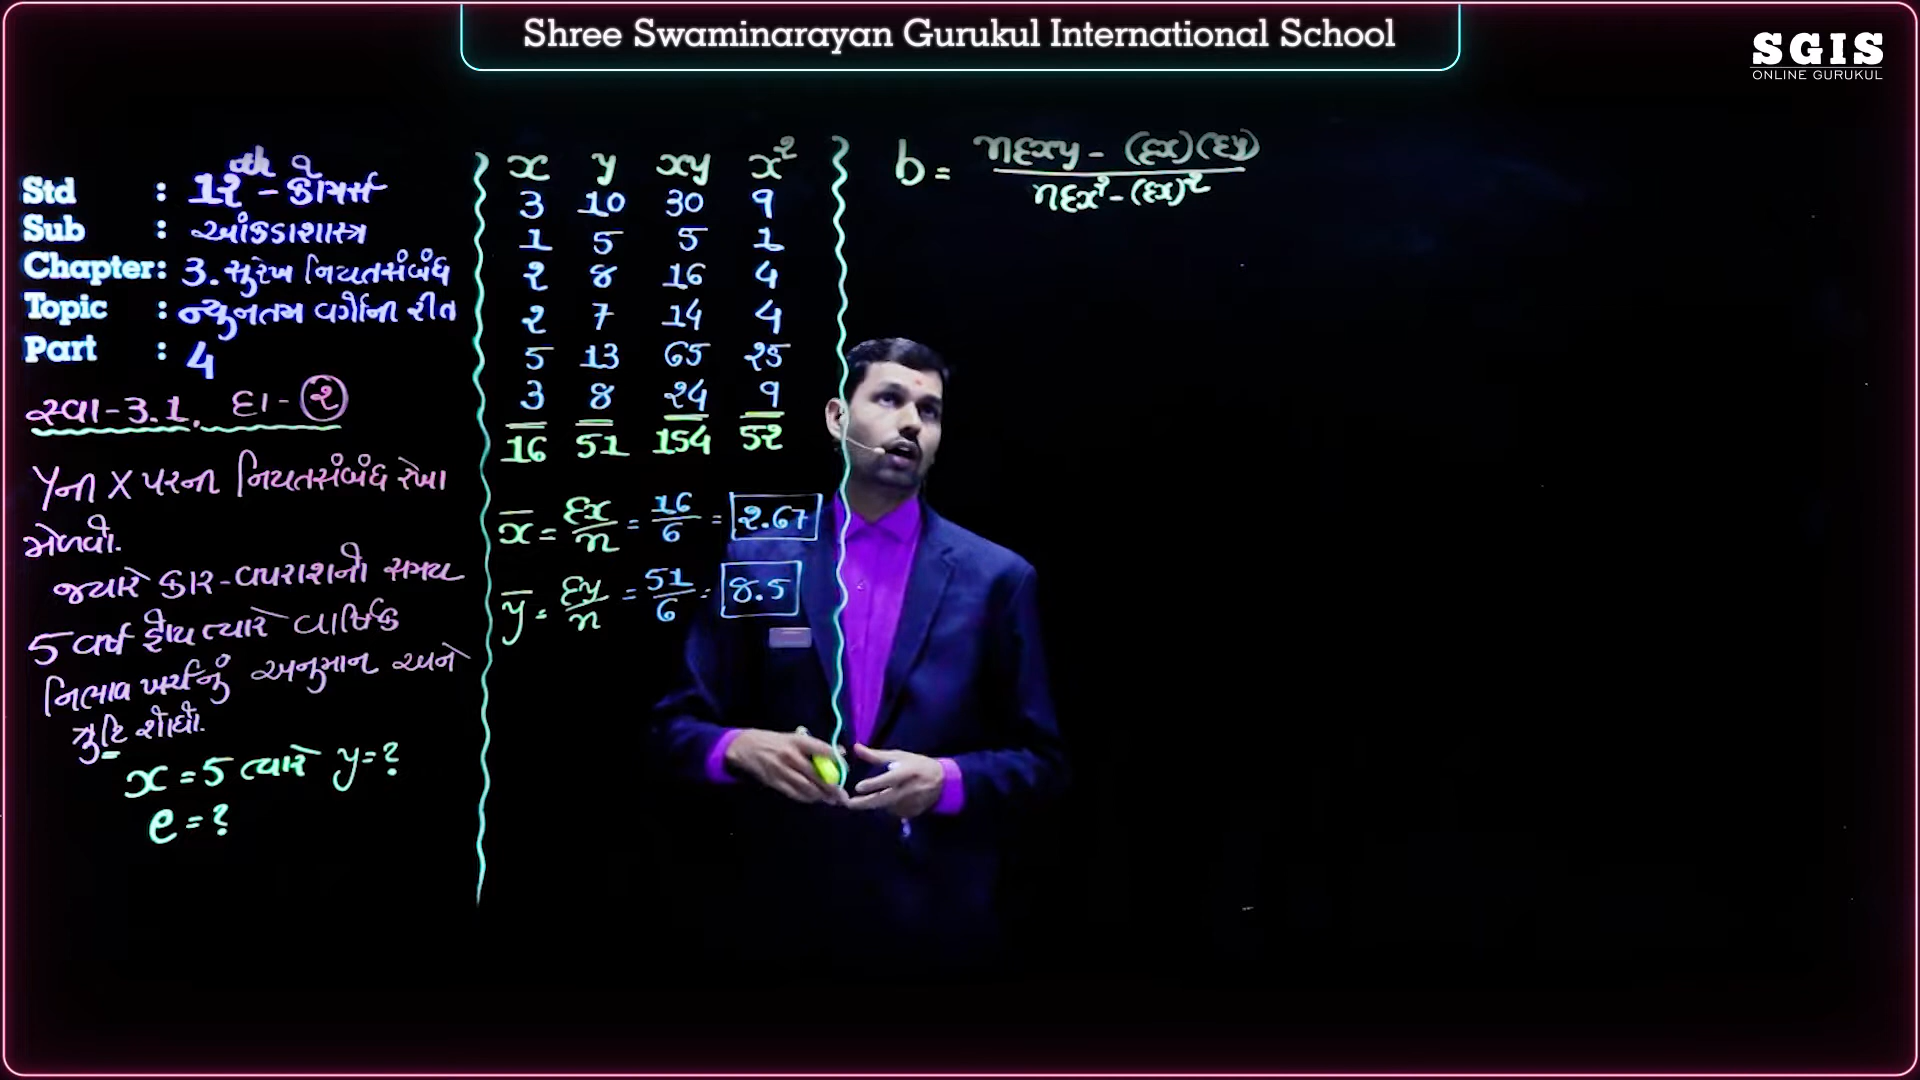 Shree Swaminarayan Gurukul International School
SGIS
ONLINE GURUKUL
Std : 12th - કોમર્સ
Sub : આંકડાશાસ્ત્ર
Chapter: 3. સુરેખ નિયતસંબંધ
Topic : ન્યુનતમ વર્ગોની રીત
Part : 4
સ્વા-3.1. દા-(૨)
Yની X પરની નિયતસંબંધ રેખા
મેળવો.
જ્યારે કાર-વપરાશનો સમય
5 વર્ષ હોય ત્યારે વાર્ષિક
નિભાવ ખર્ચનું અનુમાન અને
ત્રુટિ શોધો.
x = 5 ત્યારે y = ?
e = ?
x y xy x²
3 10 30 9
1 5 5 1
2 8 16 4
2 7 14 4
5 13 65 25
3 8 24 9
16 51 154 52
x̄ = Σx/n = 16/6 = 2.67
ȳ = Σy/n = 51/6 = 8.5
b = nΣxy - (Σx)(Σy)
nΣx² - (Σx)²